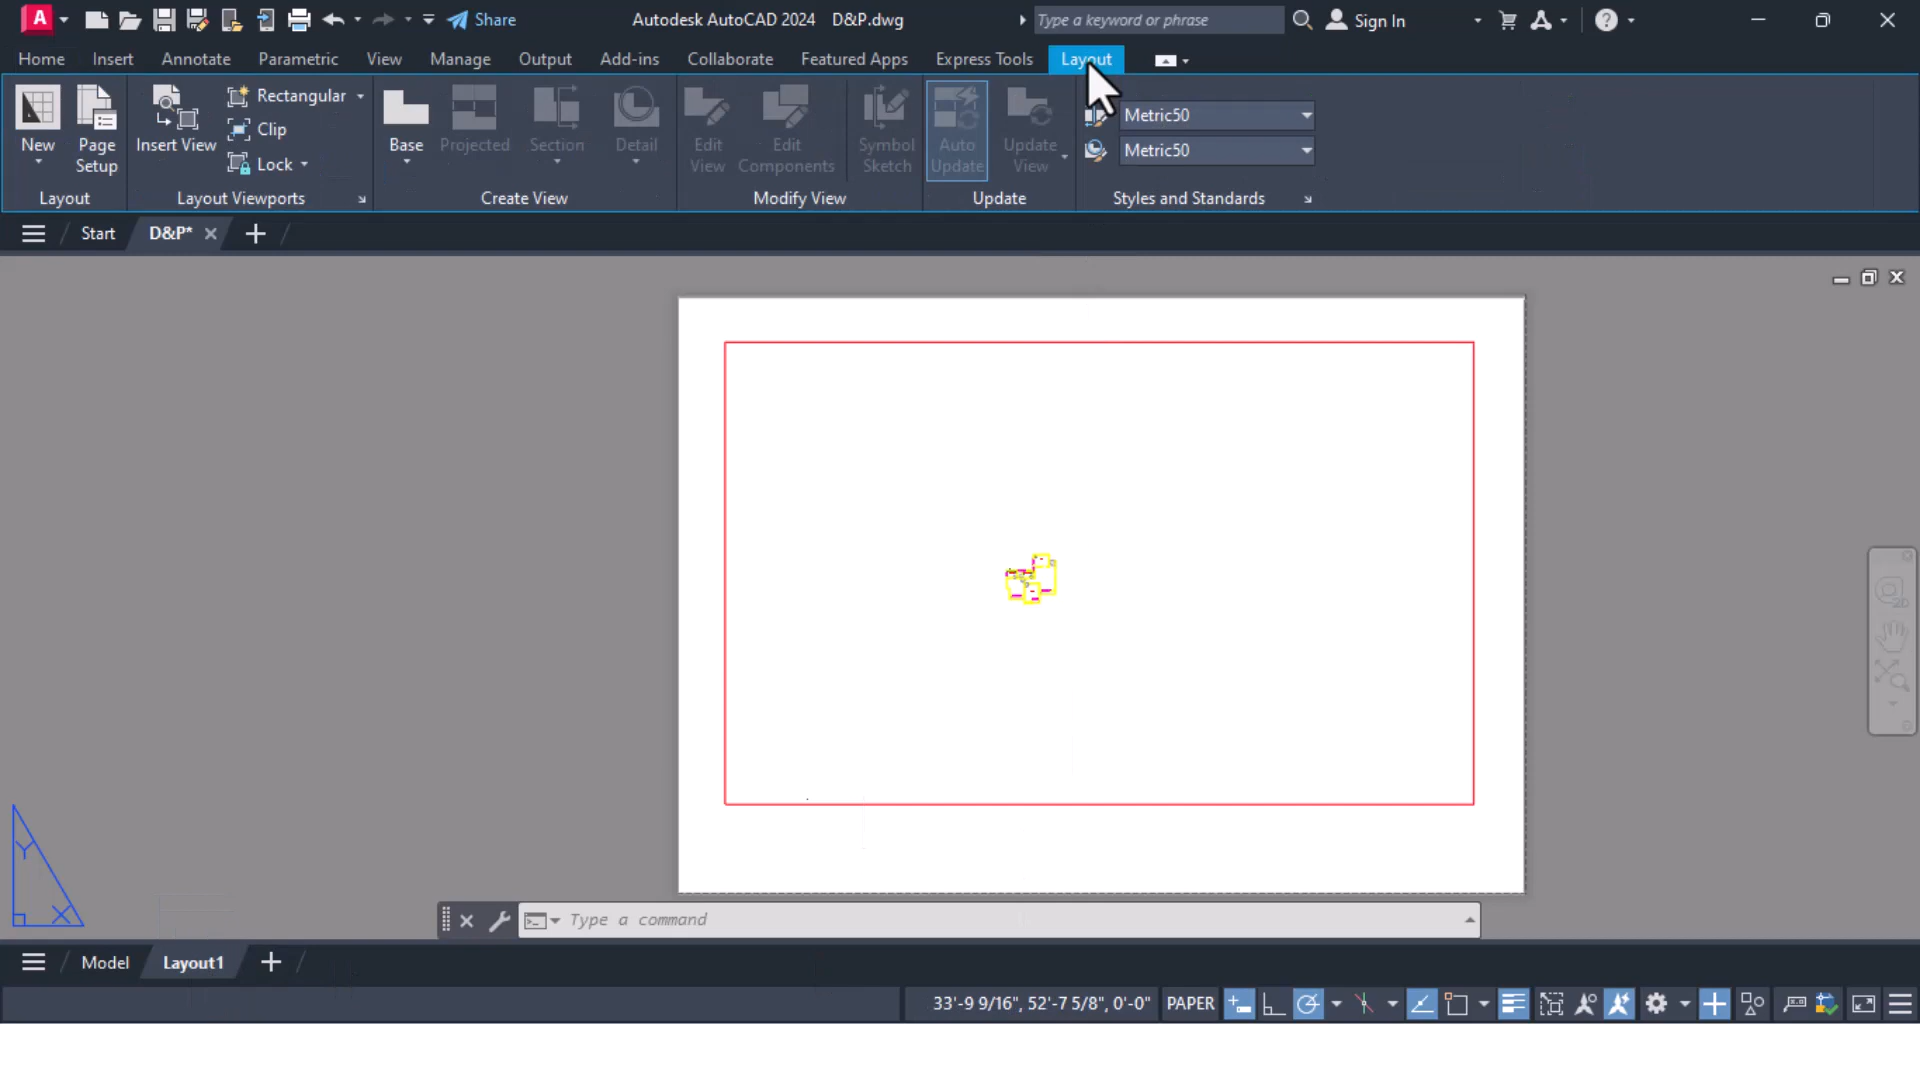 A Share Autodesk AutoCAD 2024 D&P.dwg Type a keyword or phrase Sign In
Home Insert Annotate Parametric View Manage Output Add-ins Collaborate Featured Apps Express Tools Layout
New
Page Setup
Insert View
Rectangular
Clip
Lock
Base
Projected
Section
Detail
Edit View
Edit Components
Symbol Sketch
Auto Update
Update View
Metric50
Metric50
Layout Layout Viewports Create View Modify View Update Styles and Standards
Start D&P*
Y
X
Type a command
Model Layout1
33'-9 9/16", 52'-7 5/8", 0'-0" PAPER